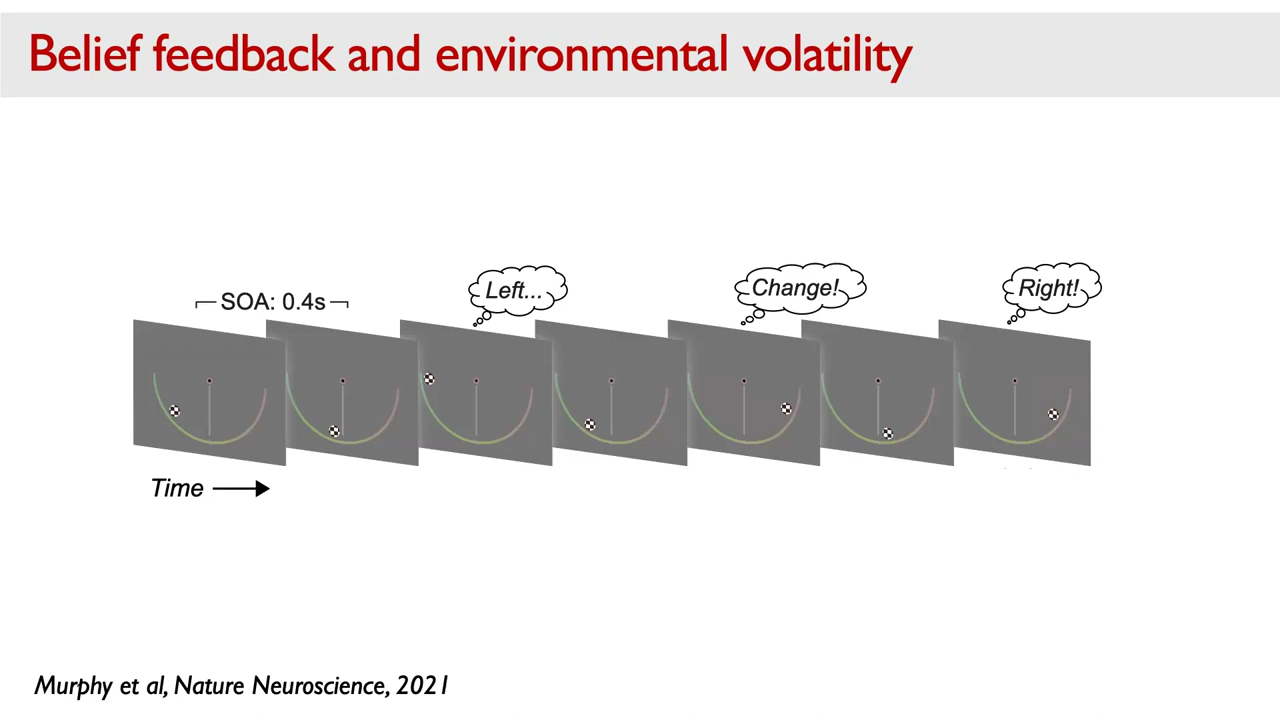 Belief feedback and environmental volatility
SOA: 0.4s
Left...
Change!
Right!
Time
Murphy et al, Nature Neuroscience, 2021